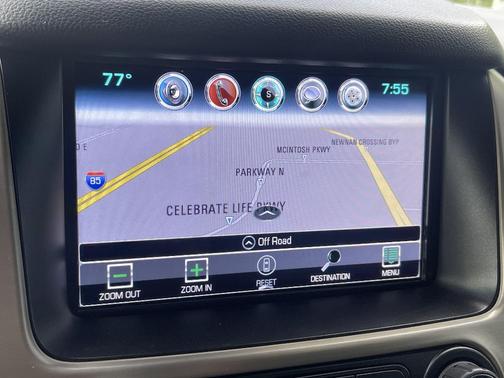 77°
S
7:55
D E
NEWNAN CROSSING BYP
MCINTOSH PKWY
PARKWAY N
85
CELEBRATE LIFE PKWY
Off Road
ZOOM OUT
ZOOM IN
RESET
DESTINATION
MENU